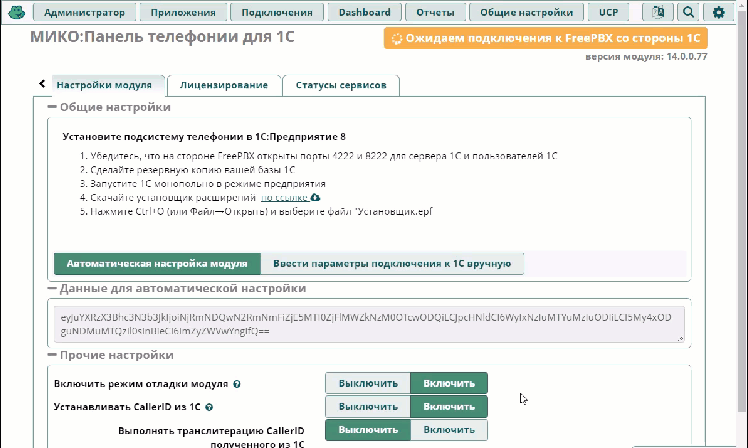 Администратор Приложения Подключения Dashboard Отчеты Общие настройки UCP
МИКО:Панель телефонии для 1С
Ожидаем подключения к FreePBX со стороны 1С
версия модуля: 14.0.0.77
Настройки модуля Лицензирование Статусы сервисов
Общие настройки
Установите подсистему телефонии в 1С:Предприятие 8
1. Убедитесь, что на стороне FreePBX открыты порты 4222 и 8222 для сервера 1С и пользователей 1С
2. Сделайте резервную копию вашей базы 1С
3. Запустите 1С монопольно в режиме предприятия
4. Скачайте установщик расширений по ссылке
5. Нажмите Ctrl+O (или Файл→Открыть) и выберите файл "Установщик.epf
Автоматическая настройка модуля Ввести параметры подключения к 1С вручную
Данные для автоматической настройки
Прочие настройки
Включить режим отладки модуля Выключить Включить
Устанавливать CallerID из 1С Выключить Включить
Выполнять транслитерацию CallerID Выключить Включить
полученного из 1С